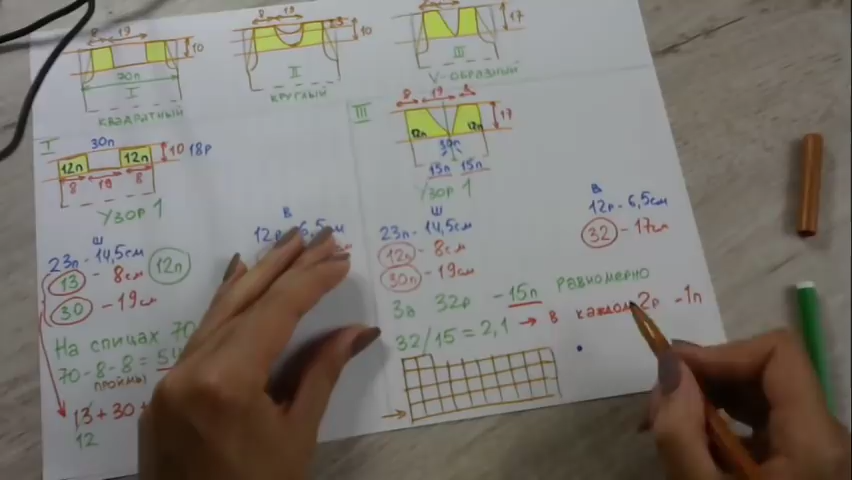 8 19
10
70п
I
КВАДРАТНЫЙ
10
II
КРУГЛЫЙ
17
III
V-ОБРАЗНЫЙ
I
30п
12п 12п
10 18р
8 19 8
УЗОР 1
Ш
23п - 14,5см
13 - 8см
12п
30 - 19см
На спицах 70
70-8-8=54
ПРОЙМЫ
13 + 30 +
12
В
12р - 6,5см
III
8 19 8
17
12п 12п
30п
15п 15п
УЗОР 1
Ш
23п - 14,5см
12п - 8см
30п - 19см
В
12р - 6,5см
32 - 17см
За 32р - 15п равномерно
32/15 = 2,1 → в каждом 2р - 1п